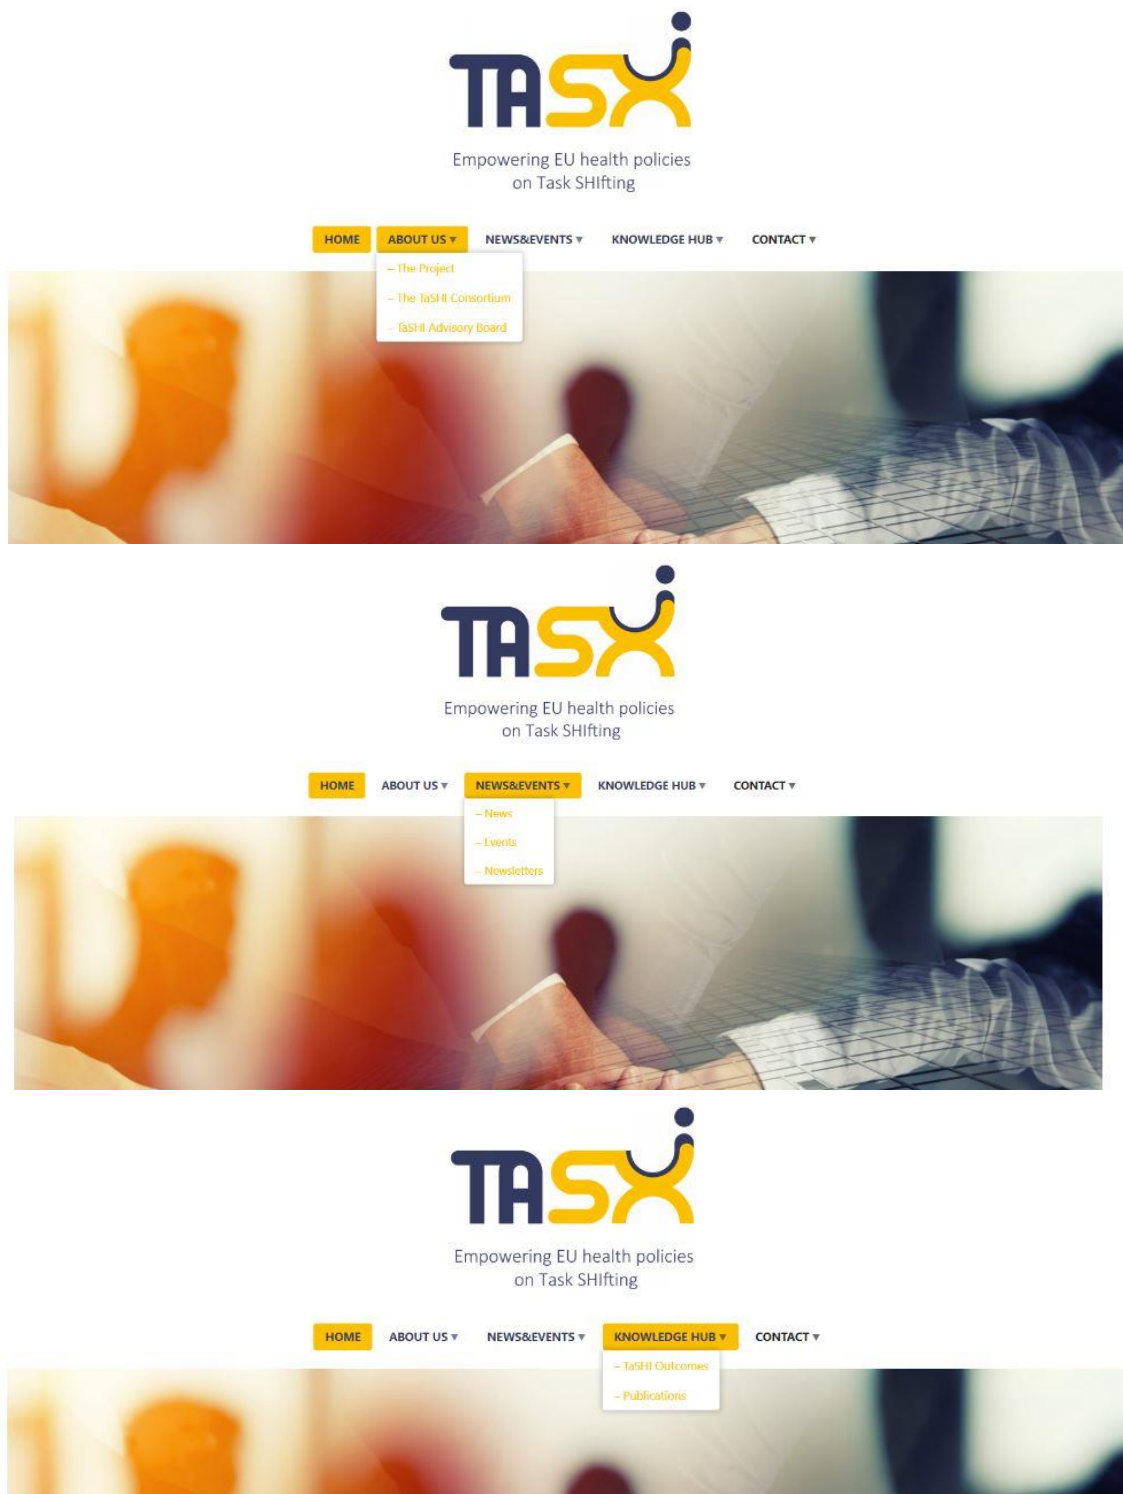 TASHi
Empowering EU health policies
on Task SHIfting
HOME ABOUT US ▼ NEWS&EVENTS ▼ KNOWLEDGE HUB ▼ CONTACT ▼
– The Project
– The TaSHI Consortium
– TaSHI Advisory Board
TASHi
Empowering EU health policies
on Task SHIfting
HOME ABOUT US ▼ NEWS&EVENTS ▼ KNOWLEDGE HUB ▼ CONTACT ▼
– News
– Events
– Newsletters
TASHi
Empowering EU health policies
on Task SHIfting
HOME ABOUT US ▼ NEWS&EVENTS ▼ KNOWLEDGE HUB ▼ CONTACT ▼
– TaSHI Outcomes
– Publications